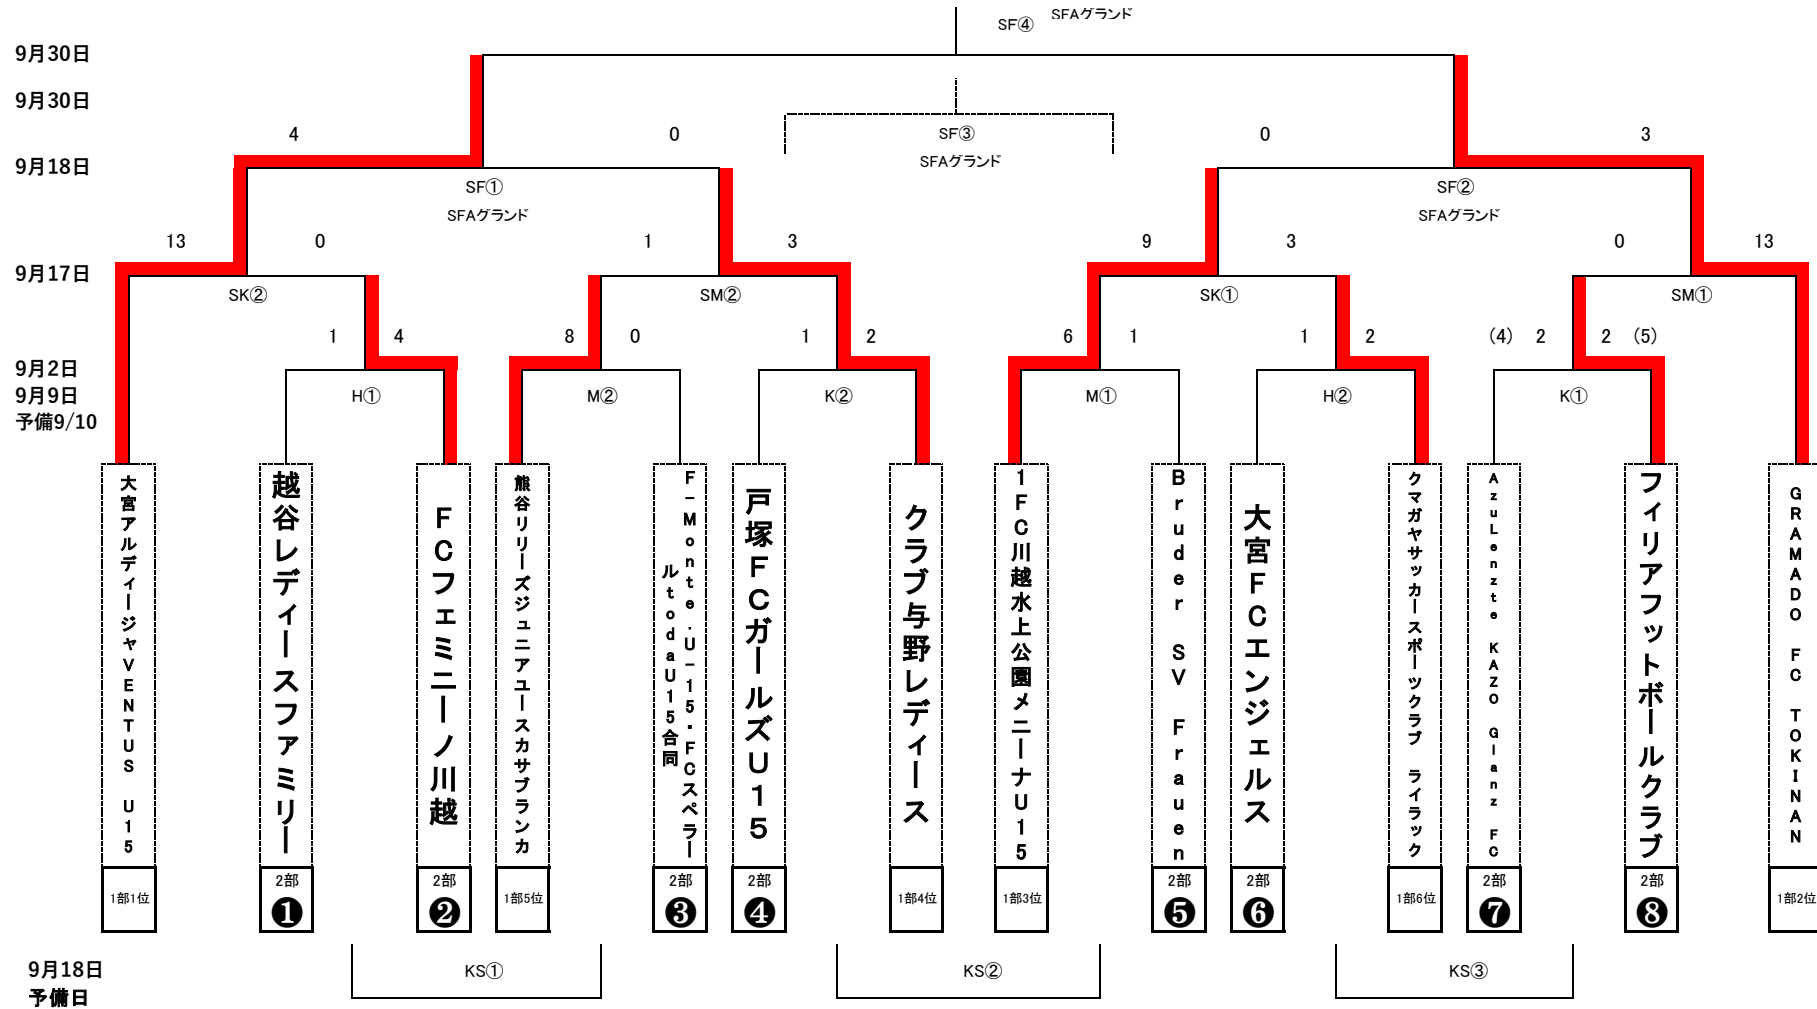 SF④ SFAグランド
9月30日
9月30日
4 0 SF③ 0 3
SFAグランド
9月18日
SF① SF②
SFAグランド SFAグランド
13 0 1 3 9 3 0 13
9月17日
SK② SM② SK① SM①
1 4 8 0 1 2 6 1 1 2 (4) 2 2 (5)
9月2日
9月9日
H① M② K② M① H② K①
予備9/10
大宮アルディージャVENTUS U15
越谷レディースファミリー
FCフェミニーノ川越
熊谷リリーズジュニアユースカサブランカ
F-Monte.U-15・FCスペラー
ルtodaU15合同
戸塚FCガールズU15
クラブ与野レディース
1FC川越水上公園メニーナU15
Bruder SV Frauen
大宮FCエンジェルス
クマガヤサッカースポーツクラブ ライラック
AzuLenzte KAZO Glanz FC
フィリアフットボールクラブ
GRAMADO FC TOKINAN
1部1位 2部 2部 1部5位 2部 2部 1部4位 1部3位 2部 2部 1部6位 2部 2部 1部2位
❶ ❷ ❸ ❹ ❺ ❻ ❼ ❽
9月18日
KS① KS② KS③
予備日